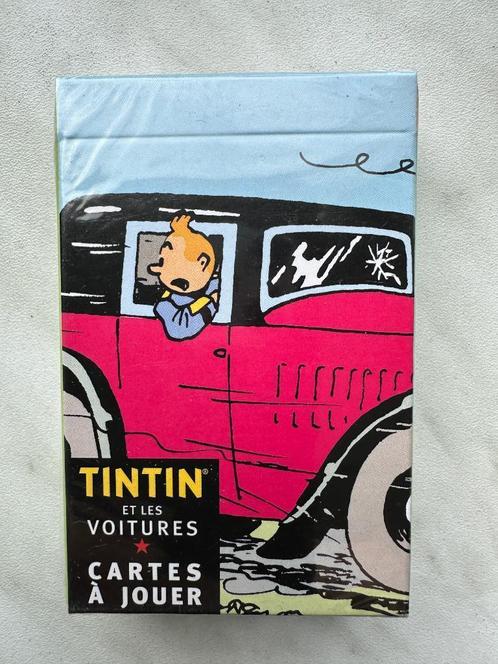 TINTIN®
ET LES
VOITURES
CARTES
À JOUER